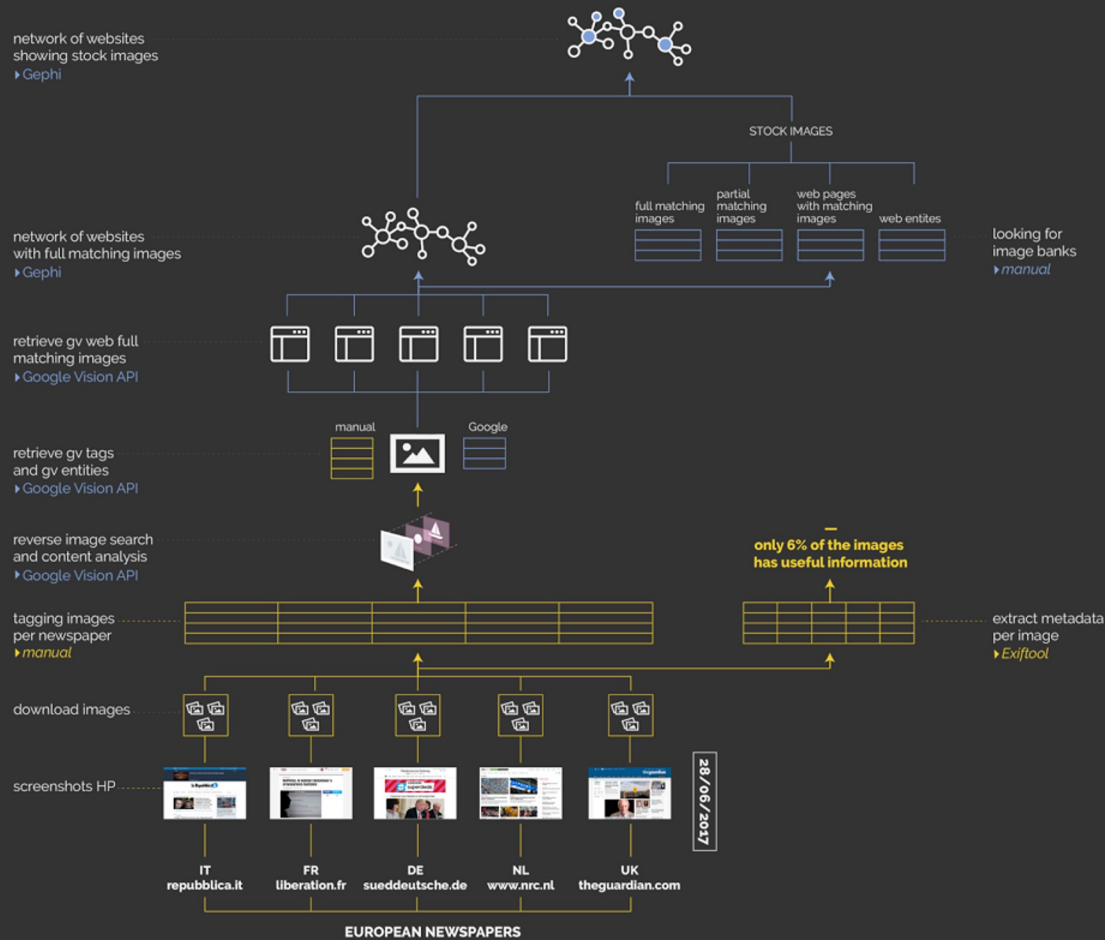 network of websites
showing stock images
▸Gephi
STOCK IMAGES
full matching
images
partial
matching
images
web pages
with matching
images
web entites
network of websites
with full matching images
▸Gephi
looking for
image banks
▸manual
retrieve gv web full
matching images
▸Google Vision API
manual
Google
retrieve gv tags
and gv entities
▸Google Vision API
reverse image search
and content analysis
▸Google Vision API
only 6% of the images
has useful information
tagging images
per newspaper
▸manual
extract metadata
per image
▸Exiftool
download images
screenshots HP
la Repubblica
theguardian
28/06/2017
IT
repubblica.it
FR
liberation.fr
DE
sueddeutsche.de
NL
www.nrc.nl
UK
theguardian.com
EUROPEAN NEWSPAPERS